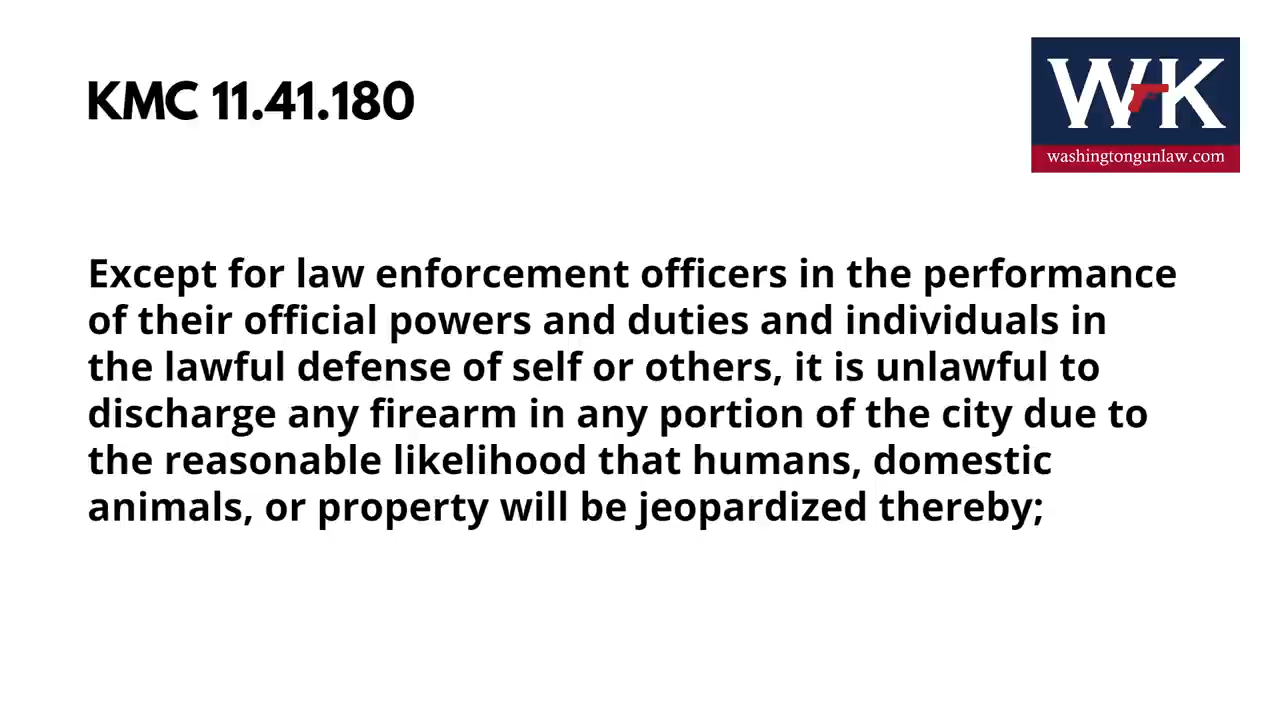 KMC 11.41.180
WK
washingtongunlaw.com
Except for law enforcement officers in the performance
of their official powers and duties and individuals in
the lawful defense of self or others, it is unlawful to
discharge any firearm in any portion of the city due to
the reasonable likelihood that humans, domestic
animals, or property will be jeopardized thereby;